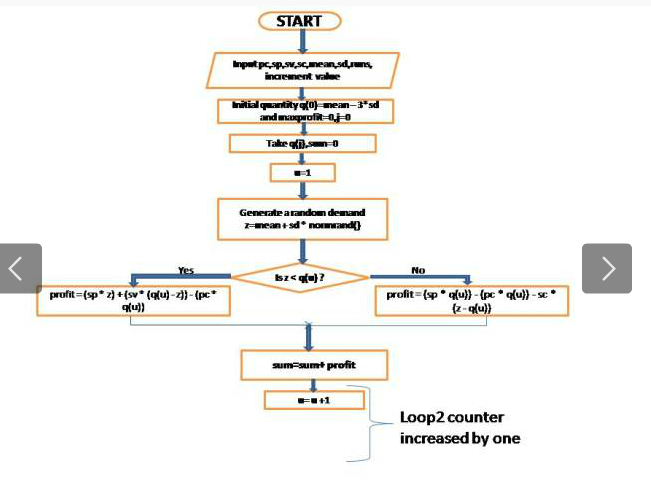 START
Input pc,sp,sv,sc,mean,sd,runs,
increment value
Initial quantity q(0)=mean-3*sd
and maxprofit=0,j=0
Take q(j),sum=0
u=1
Generate a random demand
z=mean+sd* normrand()
Is z < q(u) ?
Yes
No
profit=(sp * z) +(sv * (q(u)-z))-(pc *
q(u))
profit=(sp * q(u)) - (pc * q(u)) - sc *
(z-q(u))
sum=sum+ profit
u=u+1
Loop2 counter
increased by one